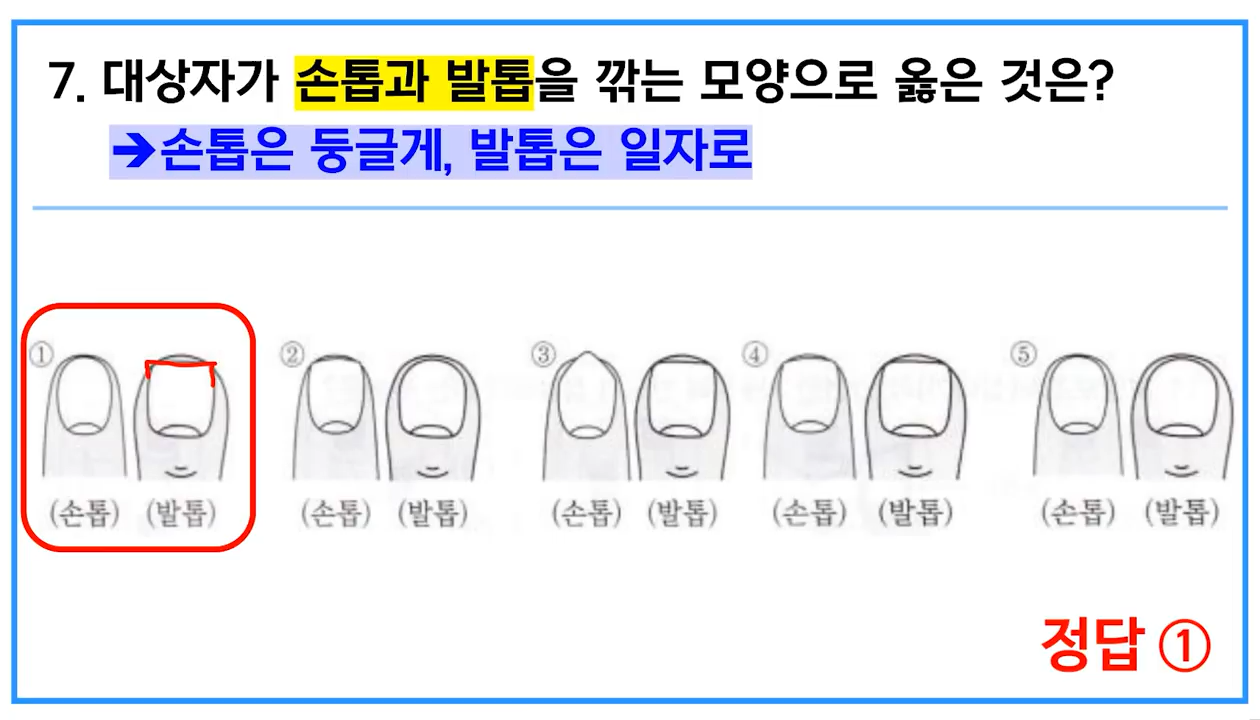 7. 대상자가 손톱과 발톱을 깎는 모양으로 옳은 것은?
➔손톱은 둥글게, 발톱은 일자로
① ② ③ ④ ⑤
(손톱) (발톱) (손톱) (발톱) (손톱) (발톱) (손톱) (발톱) (손톱) (발톱)
정답 ①